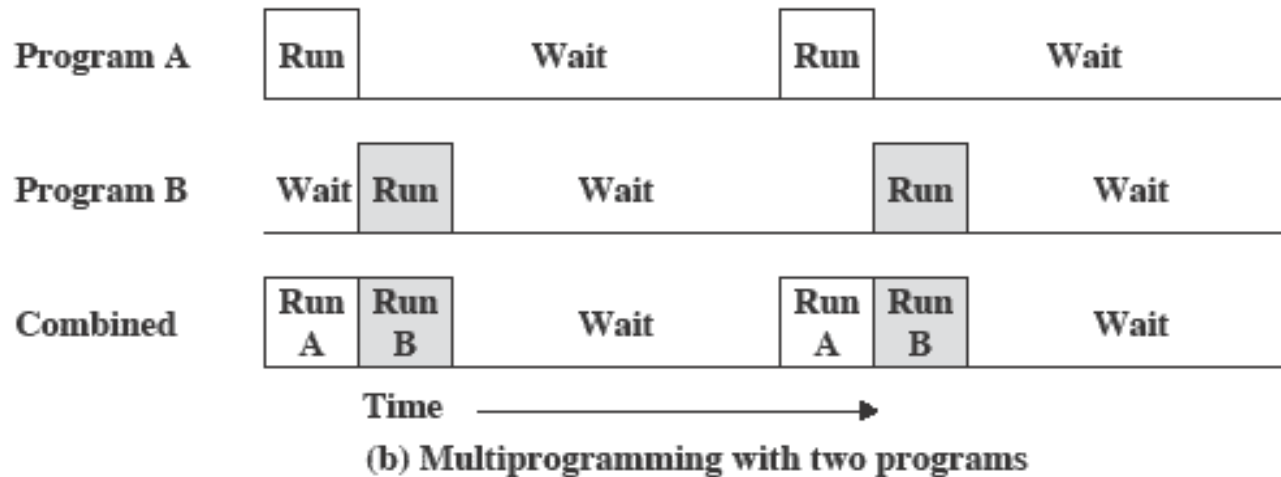 Program A Run Wait Run Wait
Program B Wait Run Wait Run Wait
Combined Run A Run B Wait Run A Run B Wait
Time
(b) Multiprogramming with two programs